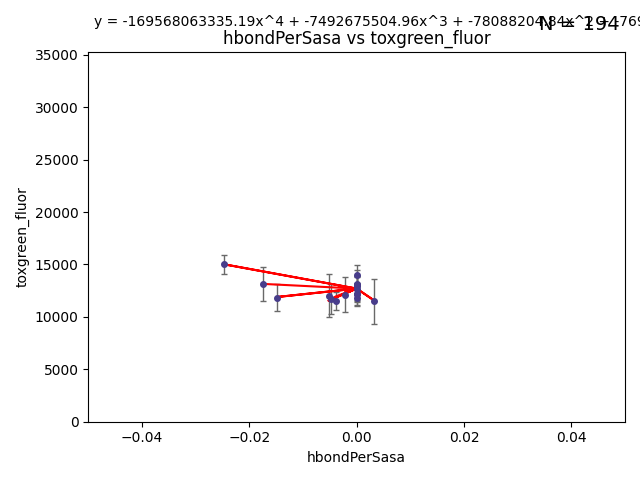 y = -169568063335.19x^4 + -7492675504.96x^3 + -78088204.84x^2 + -769
N = 194
hbondPerSasa vs toxgreen_fluor
35000
30000
25000
20000
15000
10000
5000
0
toxgreen_fluor
−0.04
−0.02
0.00
0.02
0.04
hbondPerSasa